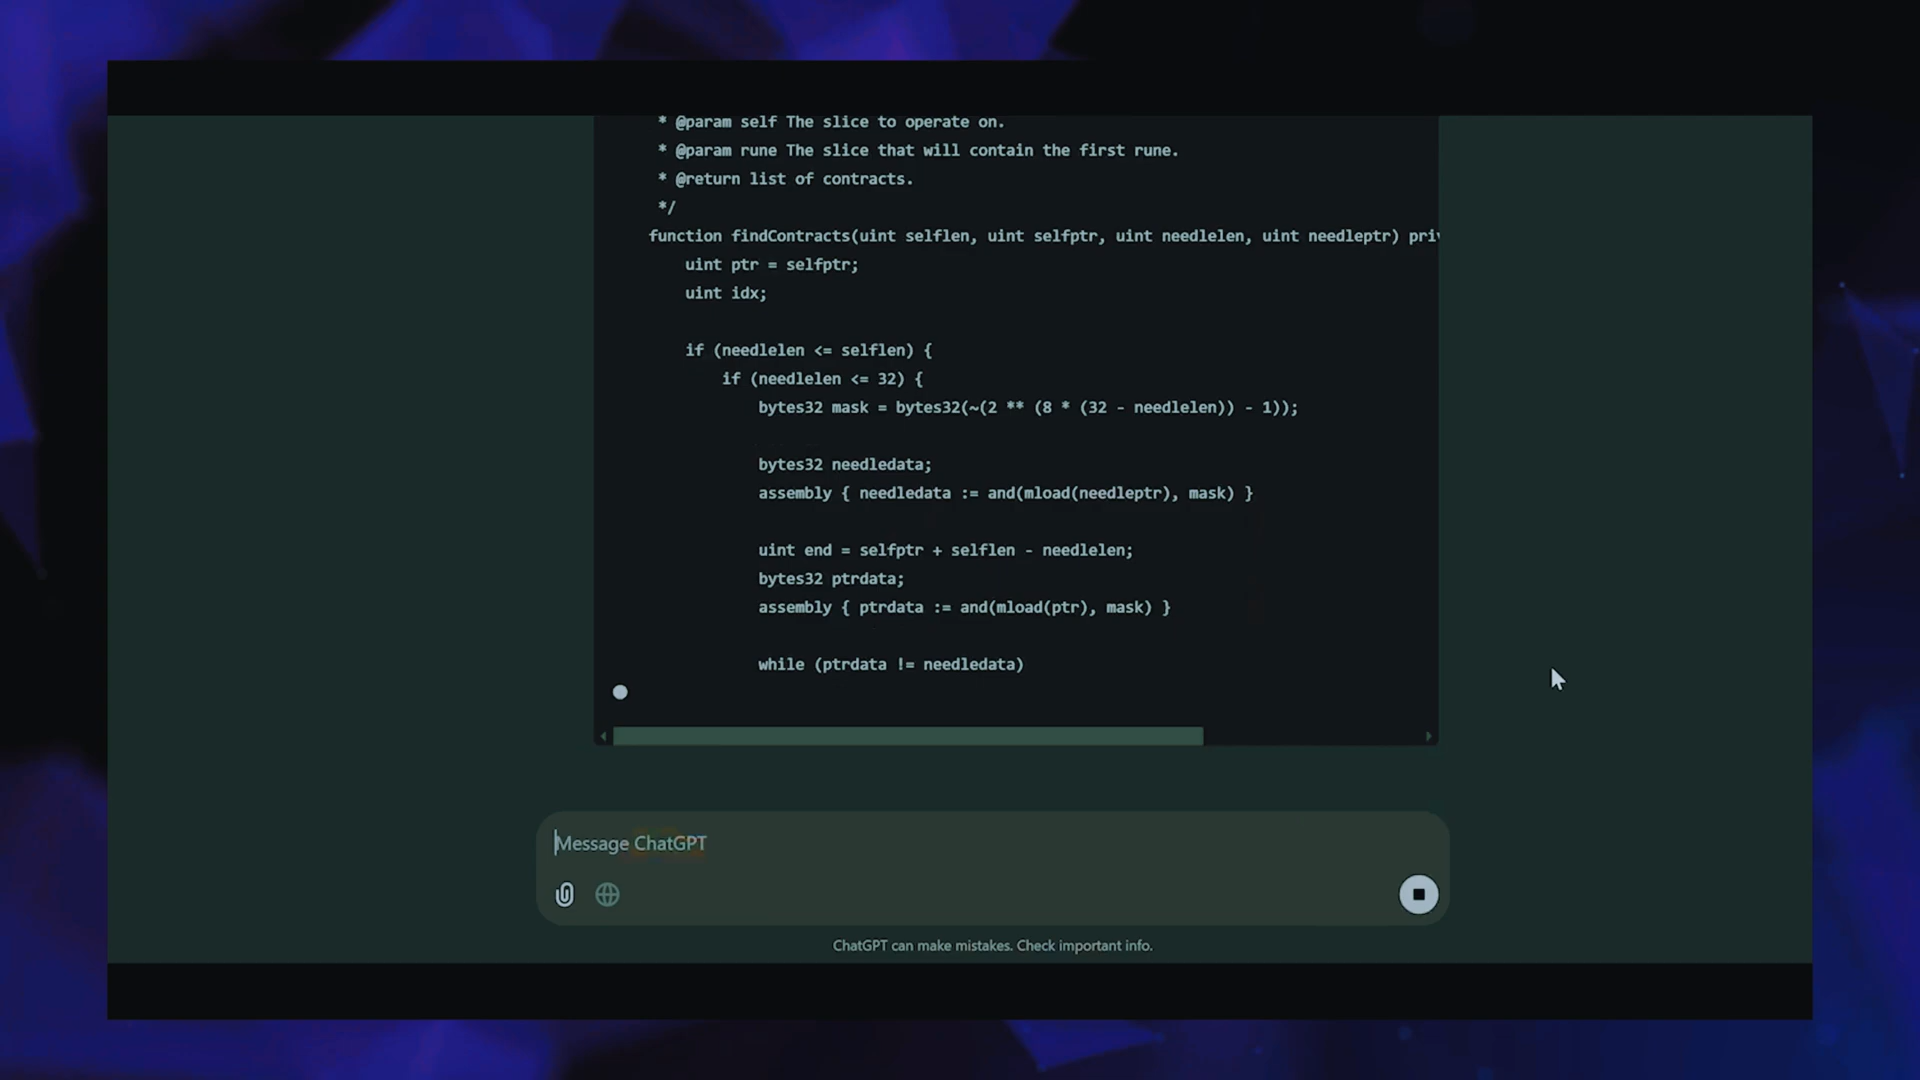 * @param self The slice to operate on.
* @param rune The slice that will contain the first rune.
* @return list of contracts.
*/
function findContracts(uint selflen, uint selfptr, uint needlelen, uint needleptr) priv
uint ptr = selfptr;
uint idx;
if (needlelen <= selflen) {
if (needlelen <= 32) {
bytes32 mask = bytes32(~(2 ** (8 * (32 - needlelen)) - 1));
bytes32 needledata;
assembly { needledata := and(mload(needleptr), mask) }
uint end = selfptr + selflen - needlelen;
bytes32 ptrdata;
assembly { ptrdata := and(mload(ptr), mask) }
while (ptrdata != needledata)
Message ChatGPT
ChatGPT can make mistakes. Check important info.